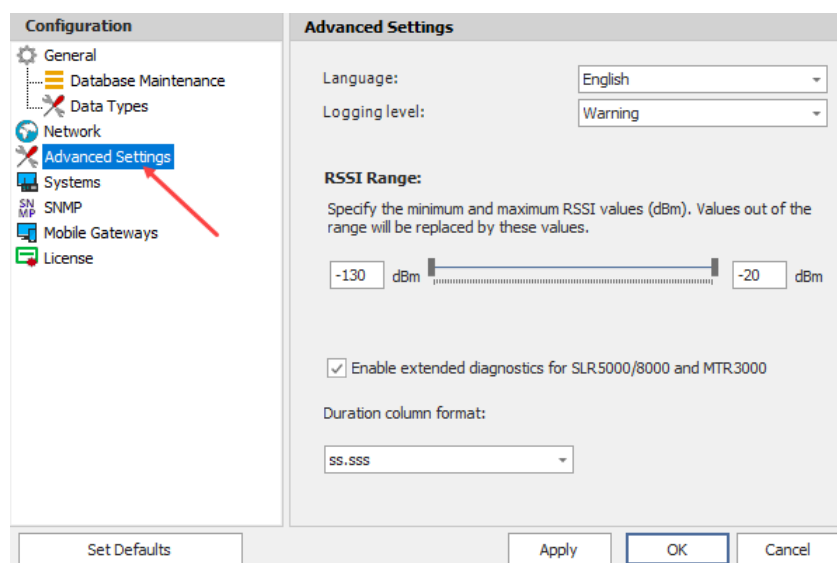 Configuration
General
Database Maintenance
Data Types
Network
Advanced Settings
Systems
SN
MP
SNMP
Mobile Gateways
License
Set Defaults
Advanced Settings
Language:
English
Logging level:
Warning
RSSI Range:
Specify the minimum and maximum RSSI values (dBm). Values out of the
range will be replaced by these values.
-130 dBm -20 dBm
Enable extended diagnostics for SLR5000/8000 and MTR3000
Duration column format:
ss.sss
Apply OK Cancel